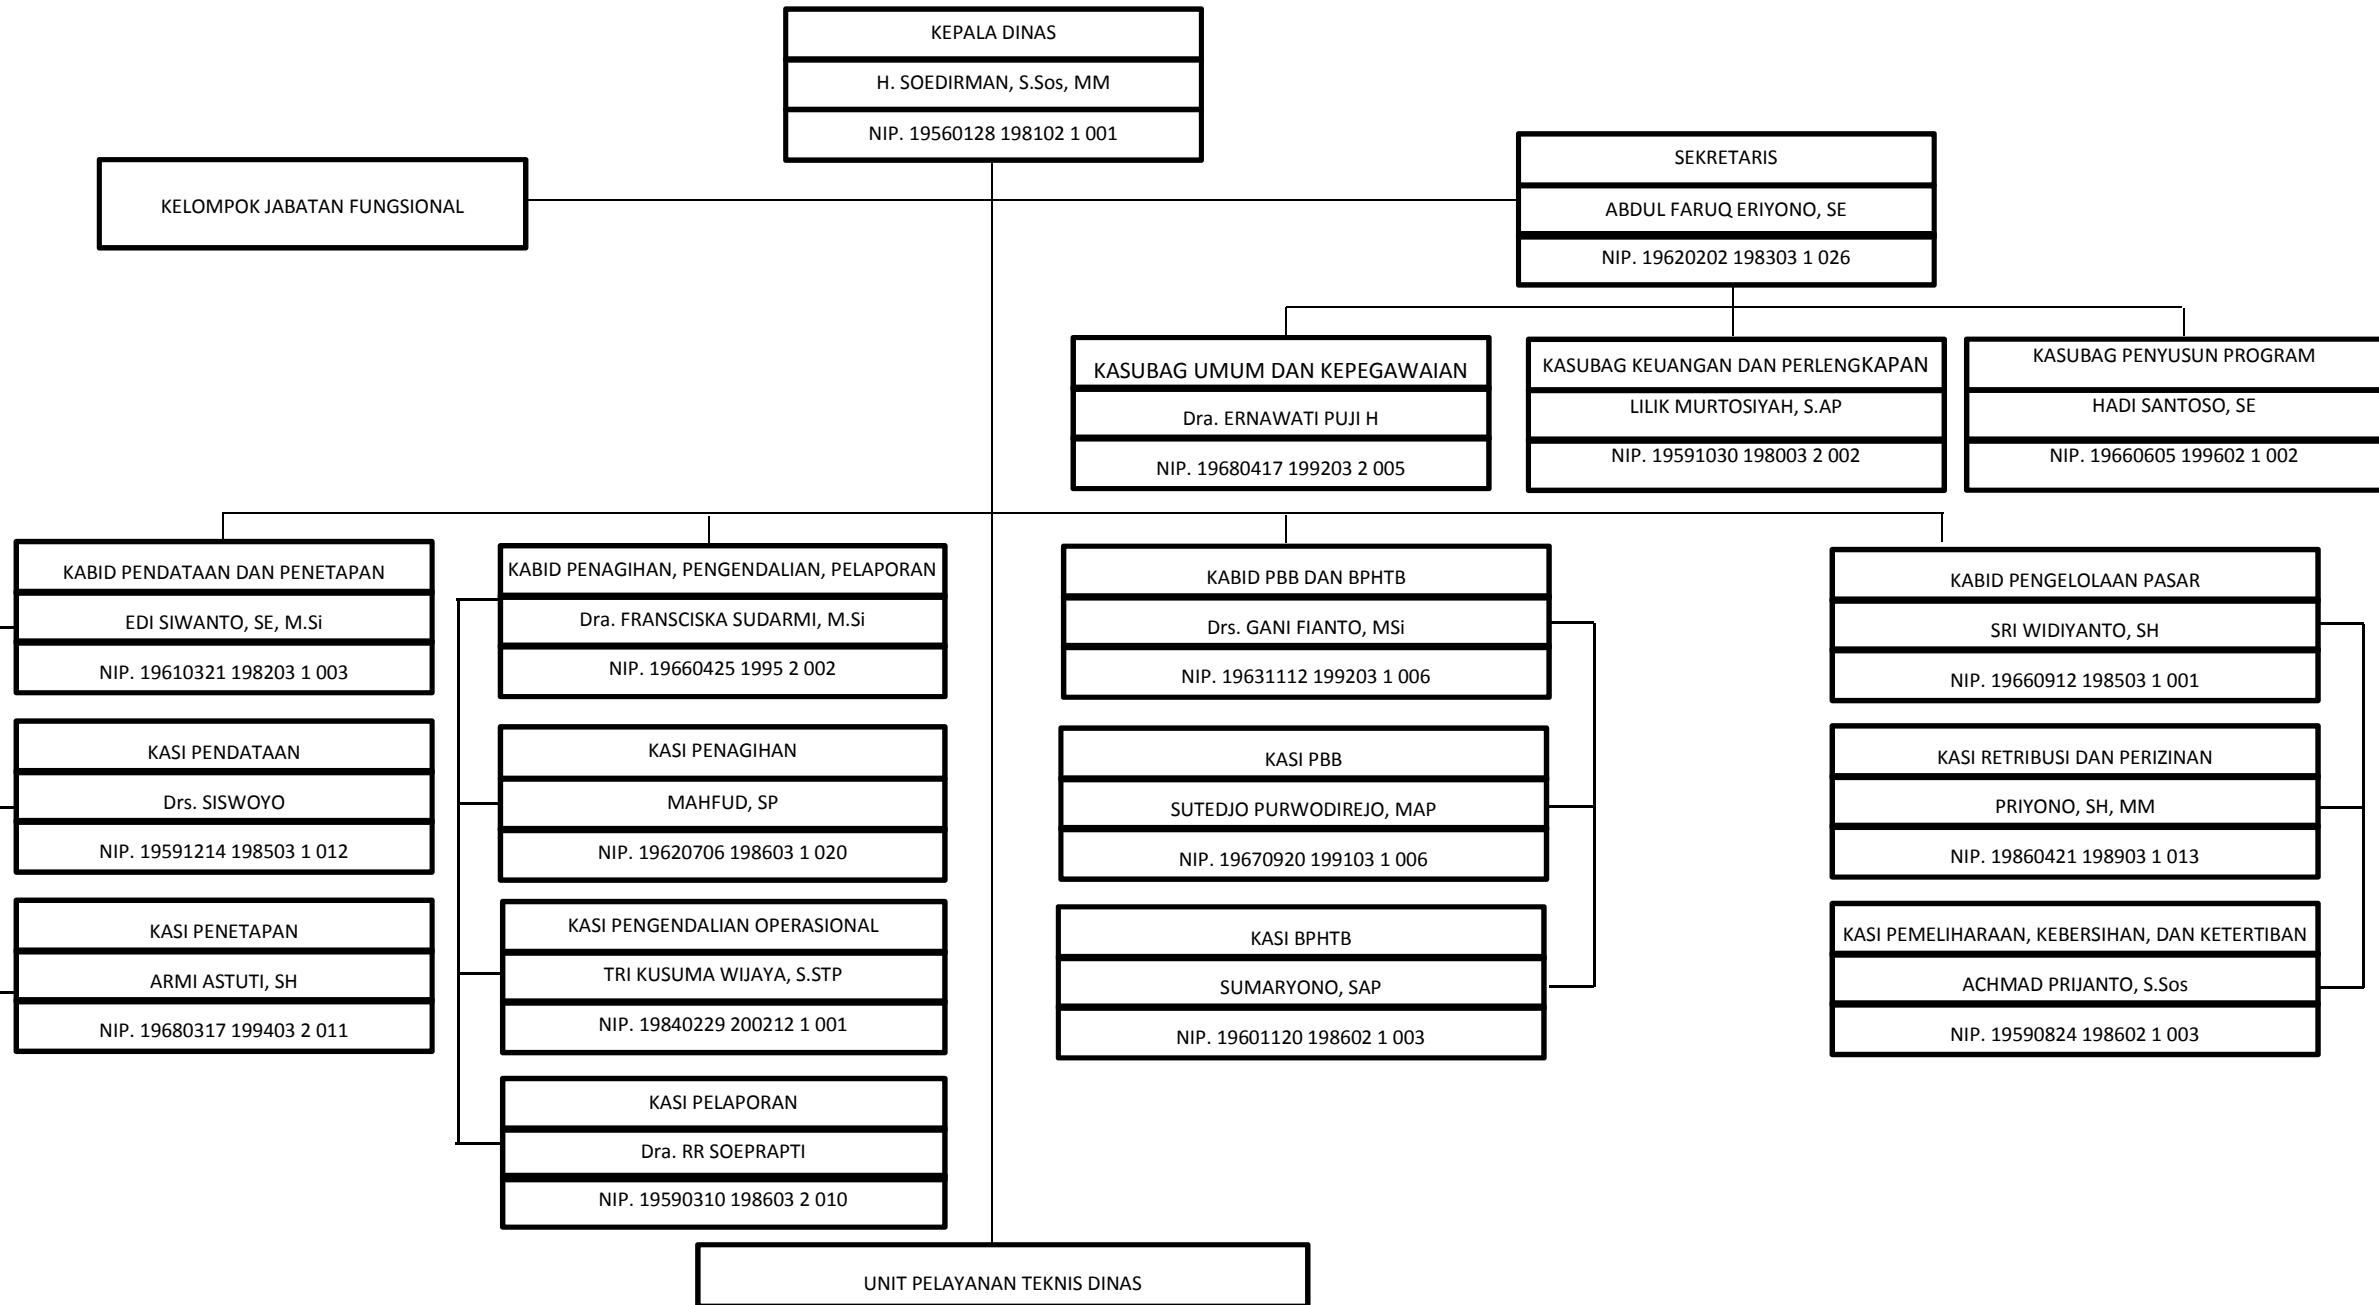 KEPALA DINAS
H. SOEDIRMAN, S.Sos, MM
NIP. 19560128 198102 1 001
KELOMPOK JABATAN FUNGSIONAL
SEKRETARIS
ABDUL FARUQ ERIYONO, SE
NIP. 19620202 198303 1 026
KASUBAG UMUM DAN KEPEGAWAIAN
Dra. ERNAWATI PUJI H
NIP. 19680417 199203 2 005
KASUBAG KEUANGAN DAN PERLENGKAPAN
LILIK MURTOSIYAH, S.AP
NIP. 19591030 198003 2 002
KASUBAG PENYUSUN PROGRAM
HADI SANTOSO, SE
NIP. 19660605 199602 1 002
KABID PENDATAAN DAN PENETAPAN
EDI SIWANTO, SE, M.Si
NIP. 19610321 198203 1 003
KASI PENDATAAN
Drs. SISWOYO
NIP. 19591214 198503 1 012
KASI PENETAPAN
ARMI ASTUTI, SH
NIP. 19680317 199403 2 011
KABID PENAGIHAN, PENGENDALIAN, PELAPORAN
Dra. FRANSCISKA SUDARMI, M.Si
NIP. 19660425 1995 2 002
KASI PENAGIHAN
MAHFUD, SP
NIP. 19620706 198603 1 020
KASI PENGENDALIAN OPERASIONAL
TRI KUSUMA WIJAYA, S.STP
NIP. 19840229 200212 1 001
KASI PELAPORAN
Dra. RR SOEPRAPTI
NIP. 19590310 198603 2 010
KABID PBB DAN BPHTB
Drs. GANI FIANTO, MSi
NIP. 19631112 199203 1 006
KASI PBB
SUTEDJO PURWODIREJO, MAP
NIP. 19670920 199103 1 006
KASI BPHTB
SUMARYONO, SAP
NIP. 19601120 198602 1 003
KABID PENGELOLAAN PASAR
SRI WIDIYANTO, SH
NIP. 19660912 198503 1 001
KASI RETRIBUSI DAN PERIZINAN
PRIYONO, SH, MM
NIP. 19860421 198903 1 013
KASI PEMELIHARAAN, KEBERSIHAN, DAN KETERTIBAN
ACHMAD PRIJANTO, S.Sos
NIP. 19590824 198602 1 003
UNIT PELAYANAN TEKNIS DINAS